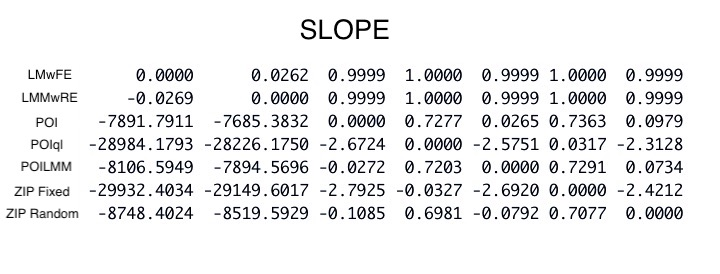 SLOPE
LMwFE 0.0000 0.0262 0.9999 1.0000 0.9999 1.0000 0.9999
LMMwRE -0.0269 0.0000 0.9999 1.0000 0.9999 1.0000 0.9999
POI -7891.7911 -7685.3832 0.0000 0.7277 0.0265 0.7363 0.0979
POIql -28984.1793 -28226.1750 -2.6724 0.0000 -2.5751 0.0317 -2.3128
POILMM -8106.5949 -7894.5696 -0.0272 0.7203 0.0000 0.7291 0.0734
ZIP Fixed -29932.4034 -29149.6017 -2.7925 -0.0327 -2.6920 0.0000 -2.4212
ZIP Random -8748.4024 -8519.5929 -0.1085 0.6981 -0.0792 0.7077 0.0000